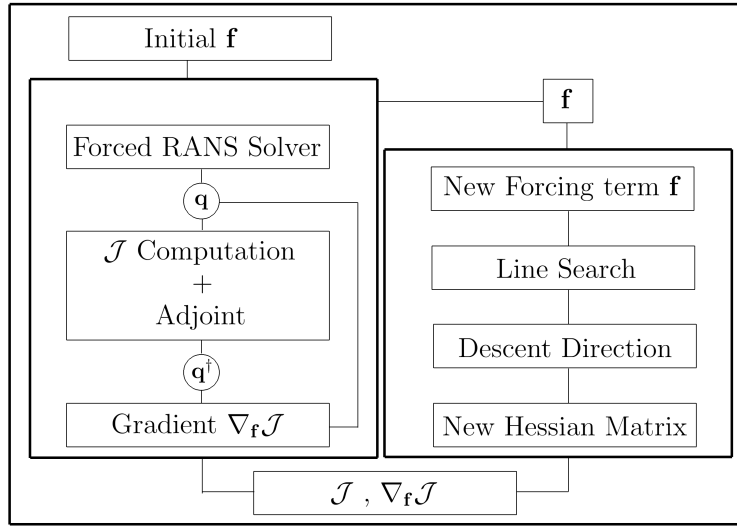 Initial f
f
Forced RANS Solver
q
𝒥 Computation
+
Adjoint
q†
Gradient ∇f𝒥
New Forcing term f
Line Search
Descent Direction
New Hessian Matrix
𝒥 , ∇f𝒥